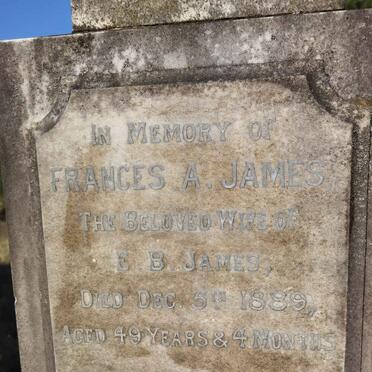 IN MEMORY OF
FRANCES A. JAMES,
THE BELOVED WIFE OF
E. B. JAMES,
DIED DEC. 5TH 1889,
AGED 49 YEARS & 4 MONTHS